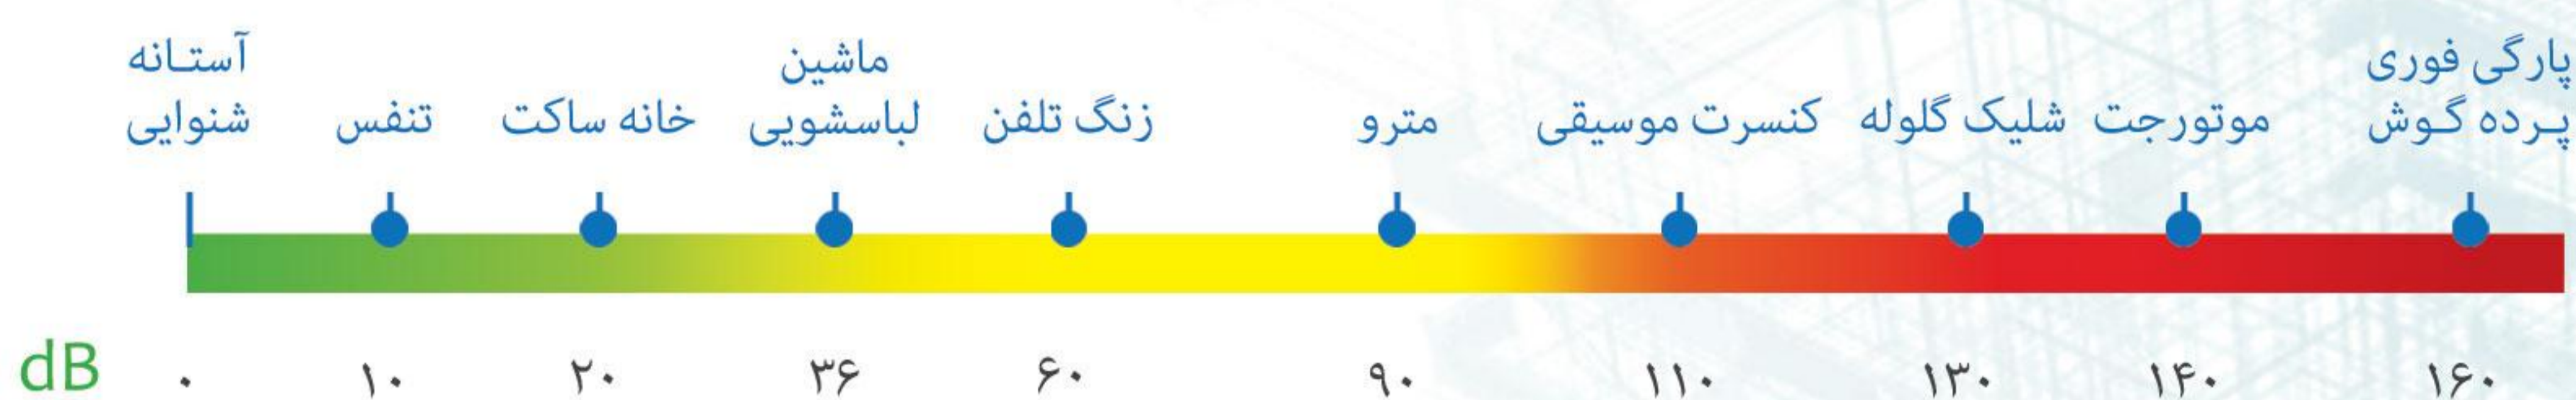 آستانه
شنوایی
تنفس
خانه ساکت
ماشین
لباسشویی
زنگ تلفن
مترو
کنسرت موسیقی
شلیک گلوله
موتورجت
پارگی فوری
پرده گوش
dB
۰
۱۰
۲۰
۳۶
۶۰
۹۰
۱۱۰
۱۳۰
۱۴۰
۱۶۰